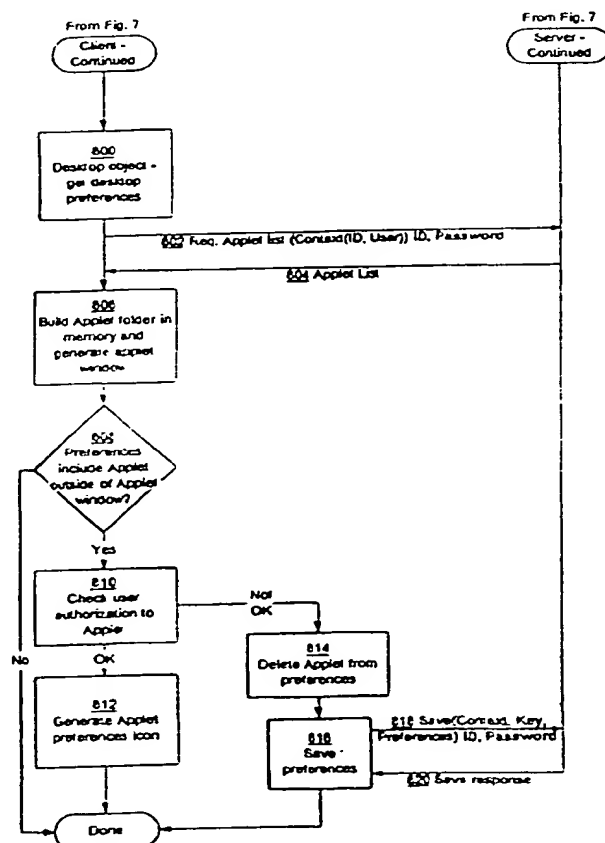 From Fig. 7
Client -
Continued
From Fig. 7
Server -
Continued
800
Desktop object -
get desktop
preferences
802 Req. Applet list (Context(ID, User)) ID, Password
804 Applet List
806
Build Applet folder in
memory and
generate applet
window
Preferences
include Applet
outside of Applet
window?
Yes
No
810
Check user
authorization to
Applet
Not
OK
OK
814
Delete Applet from
preferences
812
Generate Applet
preferences icon
816
Save
preferences
818 Save(Context, Key,
Preferences) ID, Password
820 Save response
Done